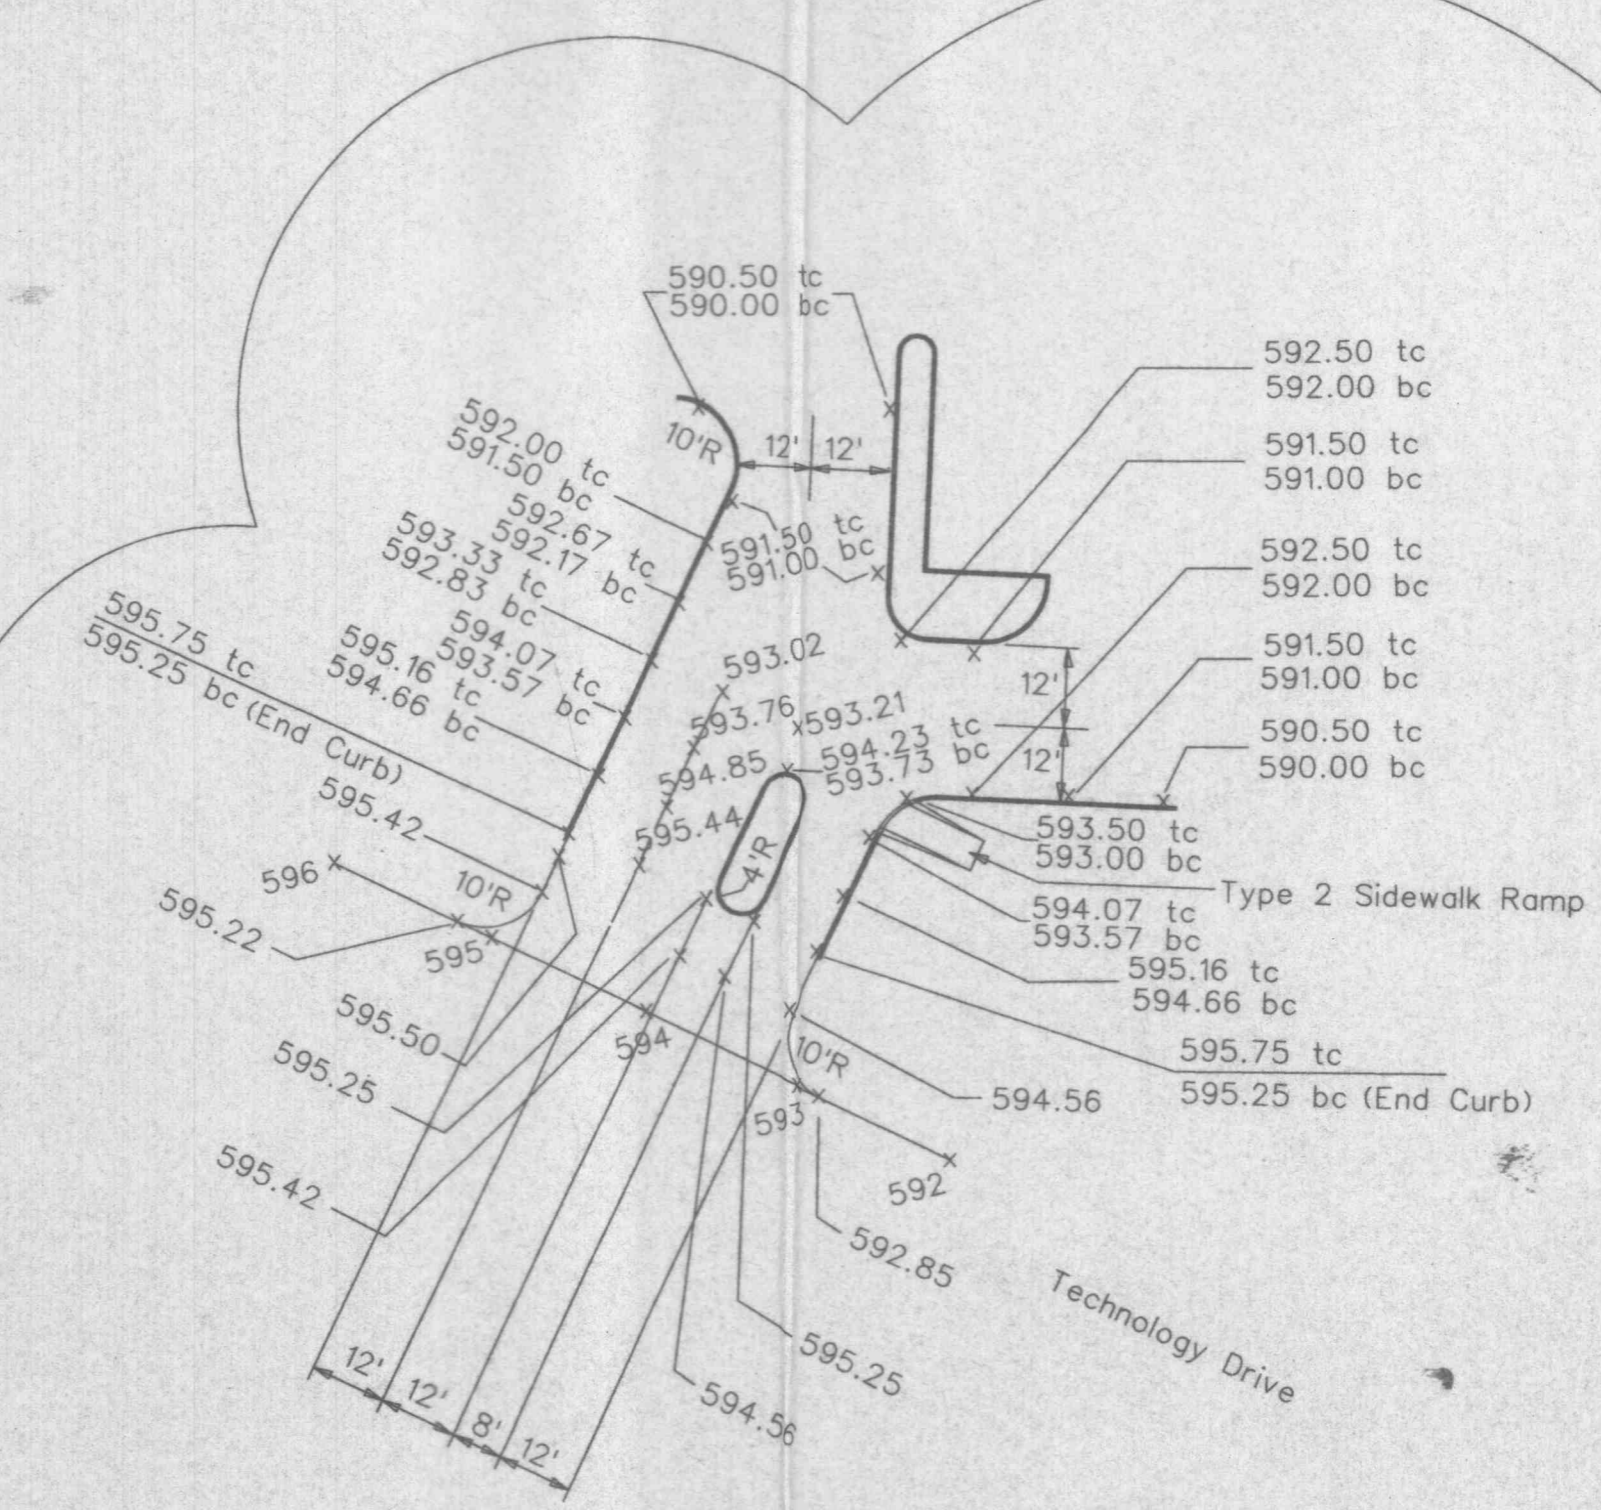 590.50 tc
590.00 bc
592.50 tc
592.00 bc
591.50 tc
591.00 bc
592.50 tc
592.00 bc
591.50 tc
591.00 bc
590.50 tc
590.00 bc
592.00 tc
591.50 bc
592.67 tc
592.17 bc
593.33 tc
592.83 bc
594.07 tc
593.57 bc
595.16 tc
594.66 bc
595.75 tc
595.25 bc (End Curb)
10'R
12'
12'
591.50 tc
591.00 bc
593.02
593.76
593.21
594.85
594.23 tc
593.73 bc
595.44
4'R
12'
12'
593.50 tc
593.00 bc
Type 2 Sidewalk Ramp
594.07 tc
593.57 bc
595.16 tc
594.66 bc
595.75 tc
595.25 bc (End Curb)
595.42
596
10'R
595.22
595
595.50
594
595.25
10'R
593
594.56
592
595.42
592.85
Technology Drive
595.25
594.56
12'
12'
8'
12'